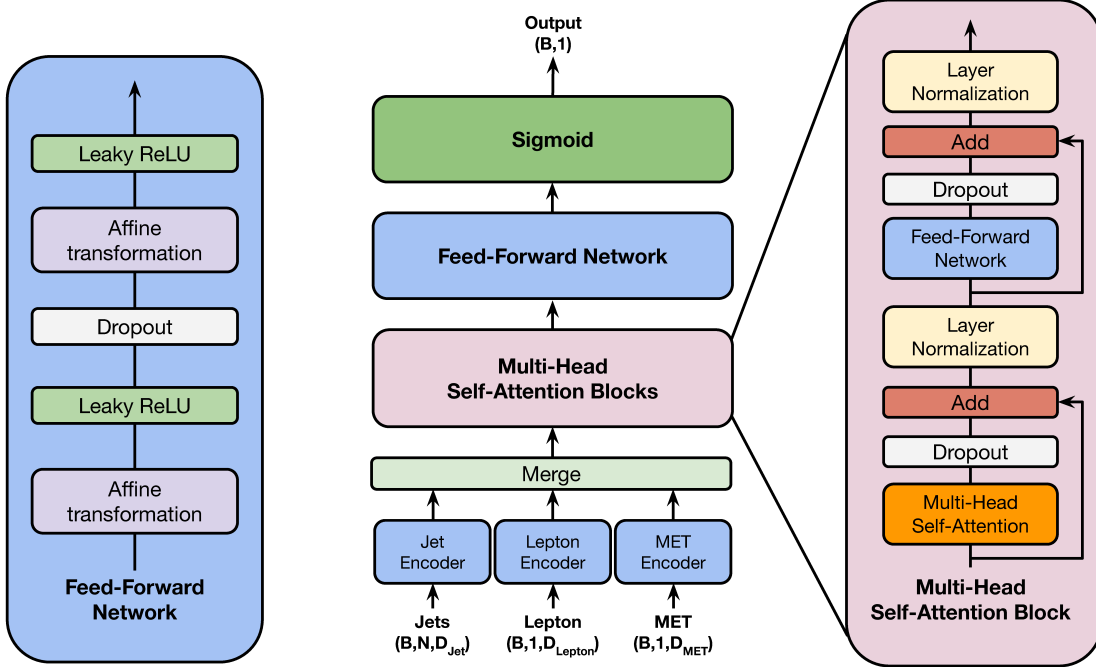 Leaky ReLU
Affine
transformation
Dropout
Leaky ReLU
Affine
transformation
Feed-Forward
Network
Output
(B,1)
Sigmoid
Feed-Forward Network
Multi-Head
Self-Attention Blocks
Merge
Jet
Encoder
Lepton
Encoder
MET
Encoder
Jets
(B,N,D_Jet)
Lepton
(B,1,D_Lepton)
MET
(B,1,D_MET)
Layer
Normalization
Add
Dropout
Feed-Forward
Network
Layer
Normalization
Add
Dropout
Multi-Head
Self-Attention
Multi-Head
Self-Attention Block